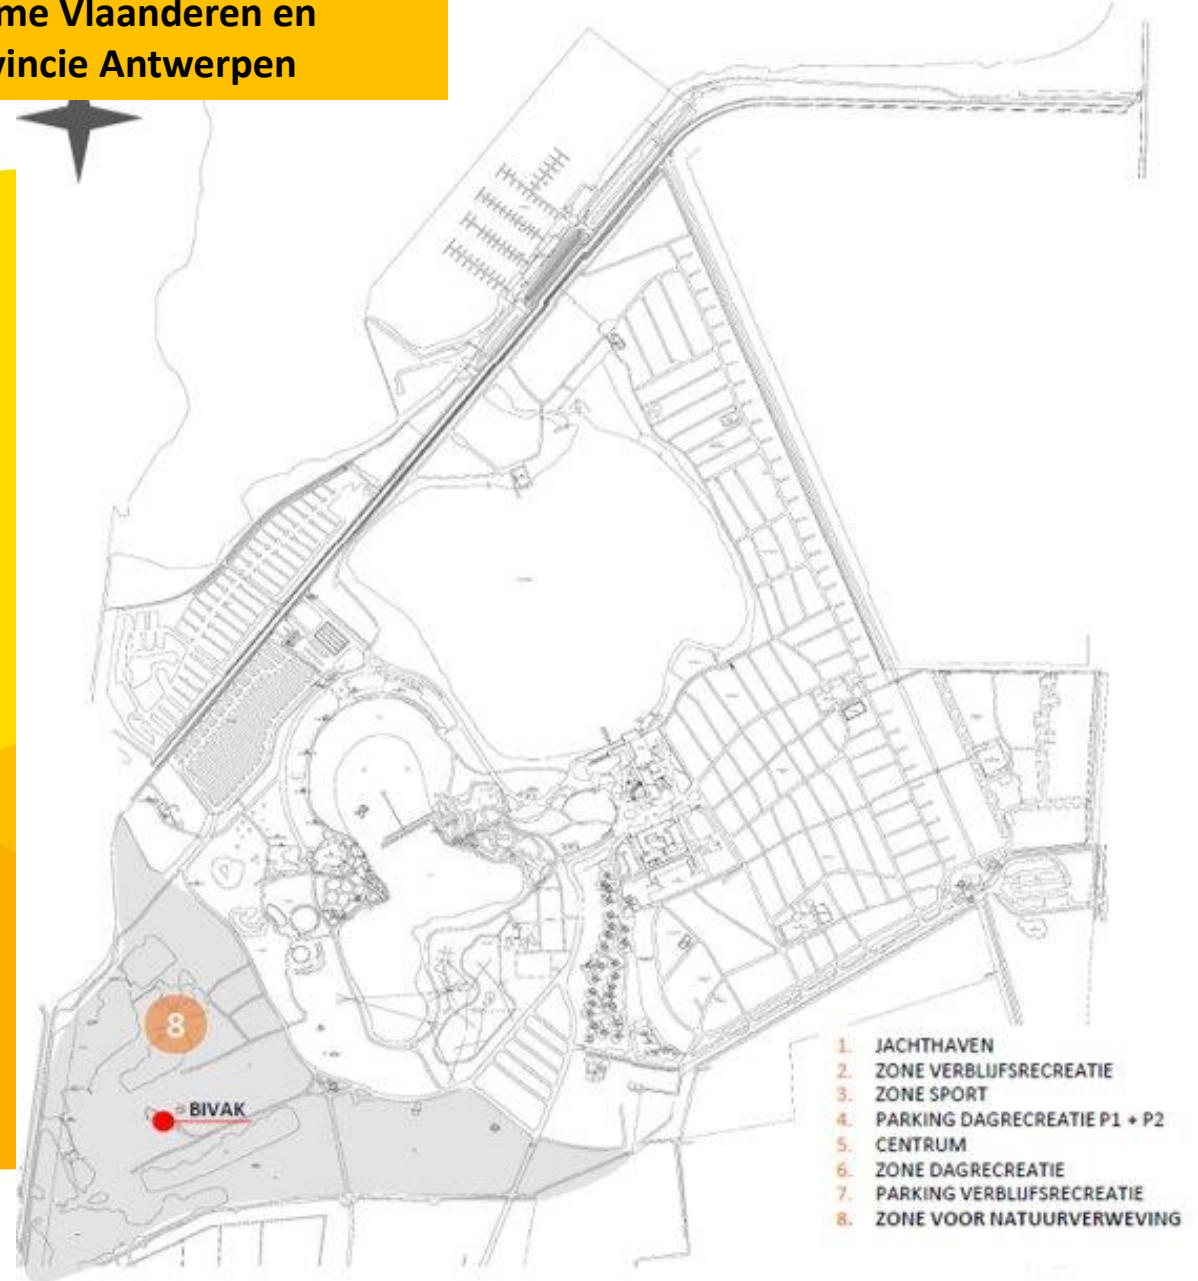 me Vlaanderen en
vincie Antwerpen
8
BIVAK
1. JACHTHAVEN
2. ZONE VERBLIJFSRECREATIE
3. ZONE SPORT
4. PARKING DAGRECREATIE P1 + P2
5. CENTRUM
6. ZONE DAGRECREATIE
7. PARKING VERBLIJFSRECREATIE
8. ZONE VOOR NATUURVERWEVING